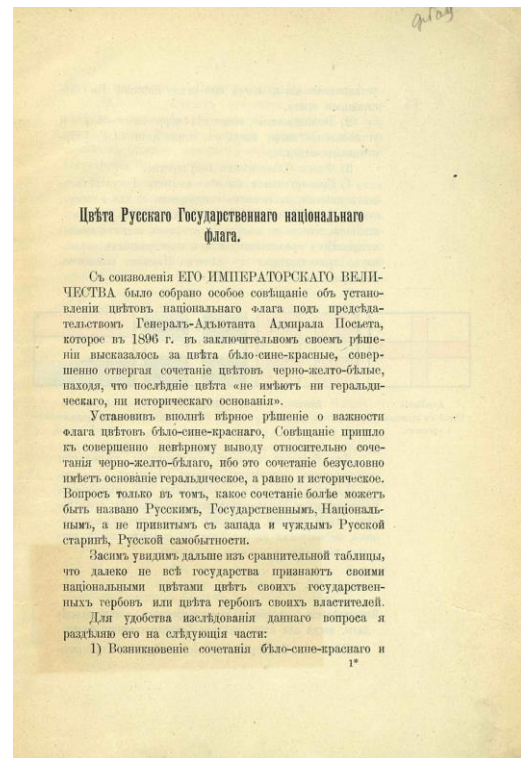 Цвѣта Русскаго Государственнаго національнаго
флага.
Съ соизволенія ЕГО ИМПЕРАТОРСКАГО ВЕЛИ-
ЧЕСТВА было собрано особое совѣщаніе объ устано-
вленіи цвѣтовъ національнаго флага подъ предсѣда-
тельствомъ Генералъ-Адъютанта Адмирала Посьета,
которое въ 1896 г. въ заключительномъ своемъ рѣше-
ніи высказалось за цвѣта бѣло-сине-красные, совер-
шенно отвергая сочетаніе цвѣтовъ черно-желто-бѣлые,
находя, что послѣдніе цвѣта «не имѣютъ ни геральди-
ческаго, ни историческаго основанія».
Установивъ вполнѣ вѣрное рѣшеніе о важности
флага цвѣтовъ бѣло-сине-краснаго, Совѣщаніе пришло
къ совершенно невѣрному выводу относительно соче-
танія черно-желто-бѣлаго, ибо это сочетаніе безусловно
имѣетъ основаніе геральдическое, а равно и историческое.
Вопросъ только въ томъ, какое сочетаніе болѣе можетъ
быть названо Русскимъ, Государственнымъ, Националь-
нымъ, а не привитымъ съ запада и чуждымъ Русской
старинѣ, Русской самобытности.
Засимъ увидимъ дальше изъ сравнительной таблицы,
что далеко не всѣ государства признаютъ своими
національными цвѣтами цвѣтъ своихъ государствен-
ныхъ гербовъ или цвѣта гербовъ своихъ властителей.
Для удобства изслѣдованія даннаго вопроса я
раздѣляю его на слѣдующія части:
1) Возникновеніе сочетанія бѣло-сине-краснаго и
1*